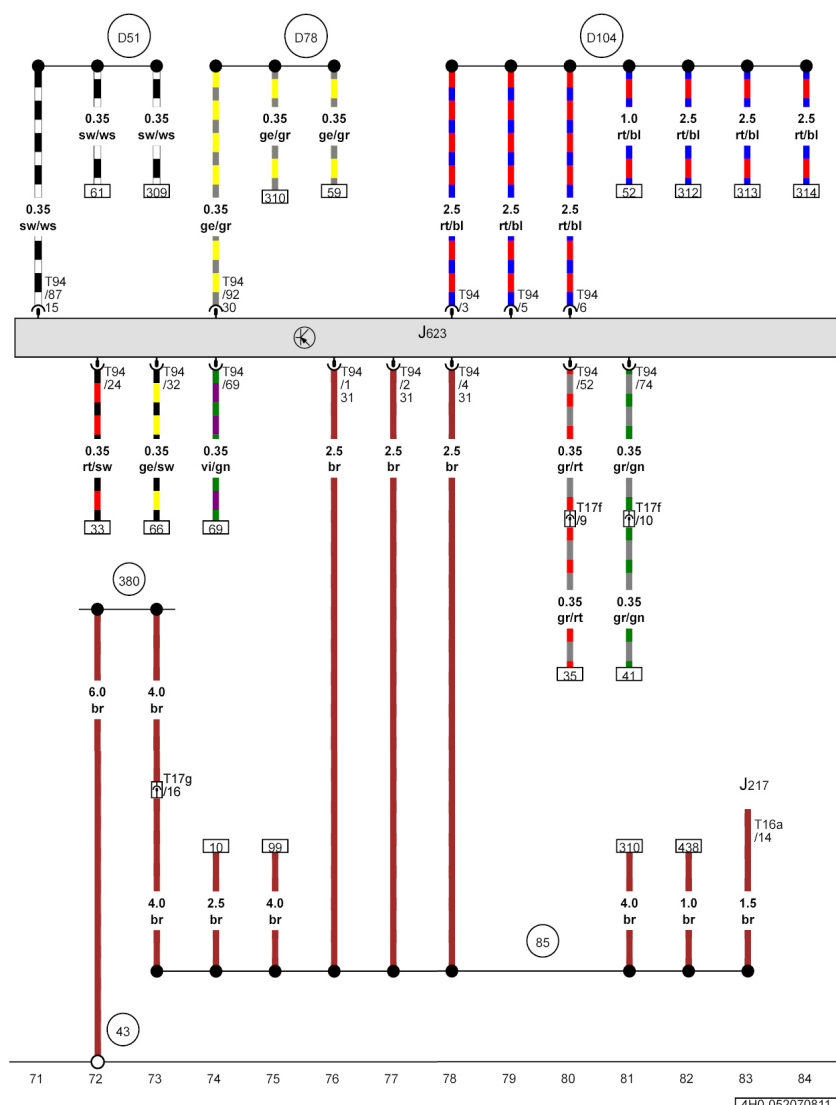 D51 D78 D104
0.35 0.35 0.35 0.35 1.0 2.5 2.5 2.5
sw/ws sw/ws ge/gr ge/gr rt/bl rt/bl rt/bl rt/bl
61 309 310 59 52 312 313 314
0.35 0.35 2.5 2.5 2.5
sw/ws ge/gr rt/bl rt/bl rt/bl
T94 T94 T94 T94 T94
/87 /92 /3 /5 /6
15 30
J623
T94 T94 T94 T94 T94 T94 T94 T94
/24 /32 /69 /1 /2 /4 /52 /74
31 31 31
0.35 0.35 0.35 2.5 2.5 2.5 0.35 0.35
rt/sw ge/sw vi/gn br br br gr/rt gr/gn
T17f T17f
/9 /10
33 66 69
380
0.35 0.35
gr/rt gr/gn
35 41
6.0 4.0
br br
T17g
/16
J217
T16a
/14
10 99 310 438
4.0 2.5 4.0 4.0 1.0 1.5
br br br br br br
85
43
71 72 73 74 75 76 77 78 79 80 81 82 83 84
4H0-052070811